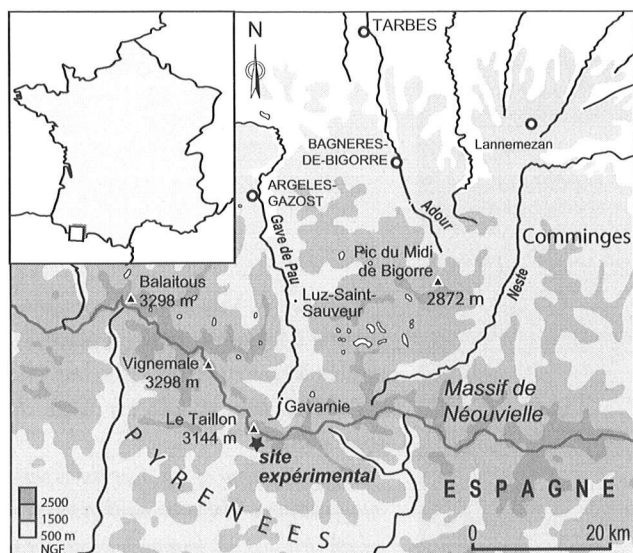 TARBES
N
BAGNERES-
DE-BIGORRE
Lannemezan
ARGELES-
GAZOST
Adour
Gave de Pau
Comminges
Pic du Midi
de Bigorre
Balaitous
3298 m
Neste
2872 m
Luz-Saint-
Sauveur
Vignemale
3298 m
Massif de
Néouvielle
Gavarnie
Le Taillon
3144 m
site
expérimental
PYRENEES
ESPAGNE
2500
1500
500 m
NGF
0 20 km